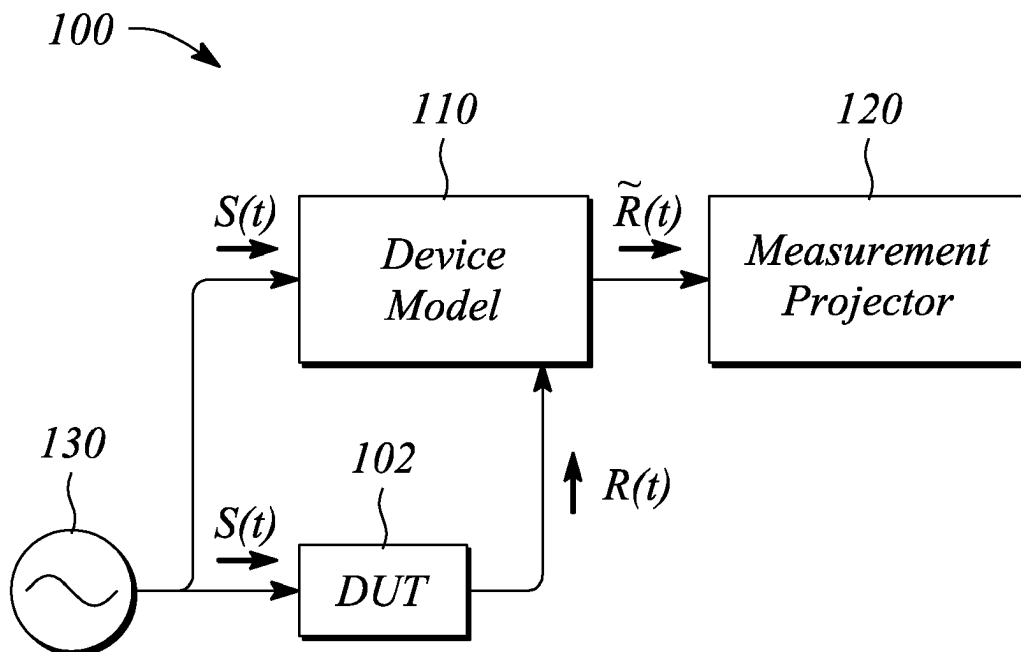 100
110
120
S(t)
R̃(t)
Device
Model
Measurement
Projector
130
102
S(t)
R(t)
DUT